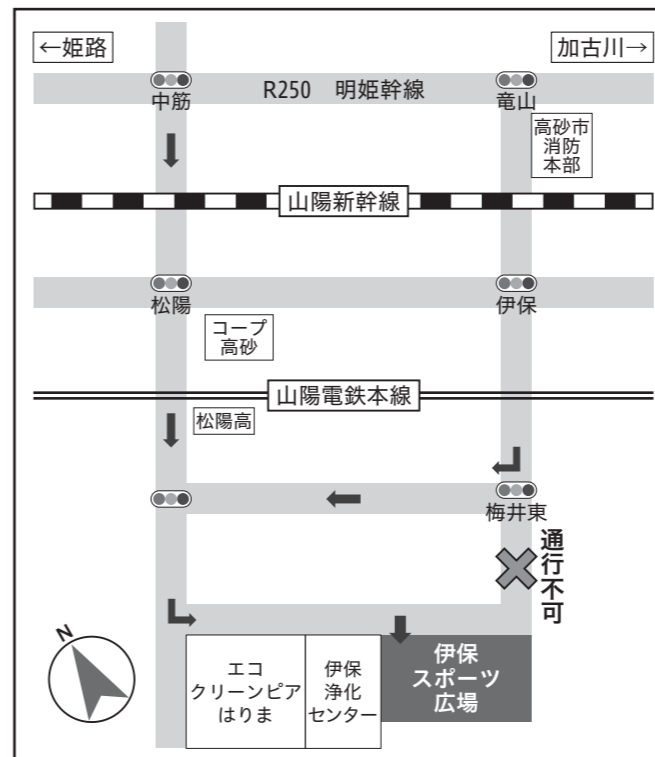 ←姫路
加古川→
中筋
R250 明姫幹線
竜山
高砂市
消防
本部
山陽新幹線
松陽
伊保
コープ
高砂
山陽電鉄本線
松陽高
梅井東
通行不可
N
エコ
クリーンピア
はりま
伊保
浄化
センター
伊保
スポーツ
広場